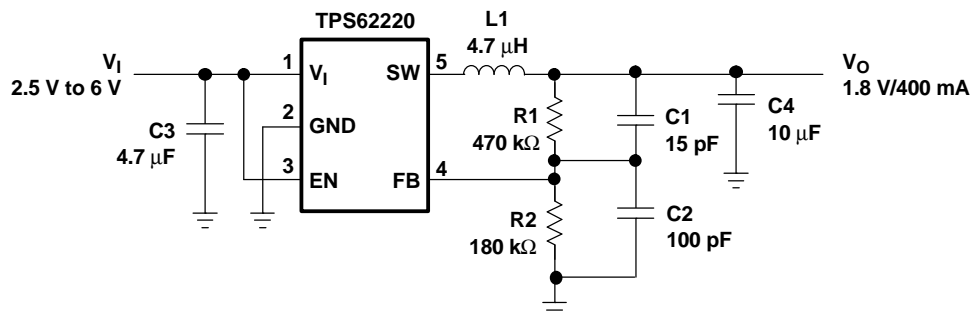 TPS62220
V_I
2.5 V to 6 V
C3
4.7 μF
1
V_I
2
GND
3
EN
SW
5
FB
4
L1
4.7 μH
R1
470 kΩ
R2
180 kΩ
C1
15 pF
C2
100 pF
C4
10 μF
V_O
1.8 V/400 mA